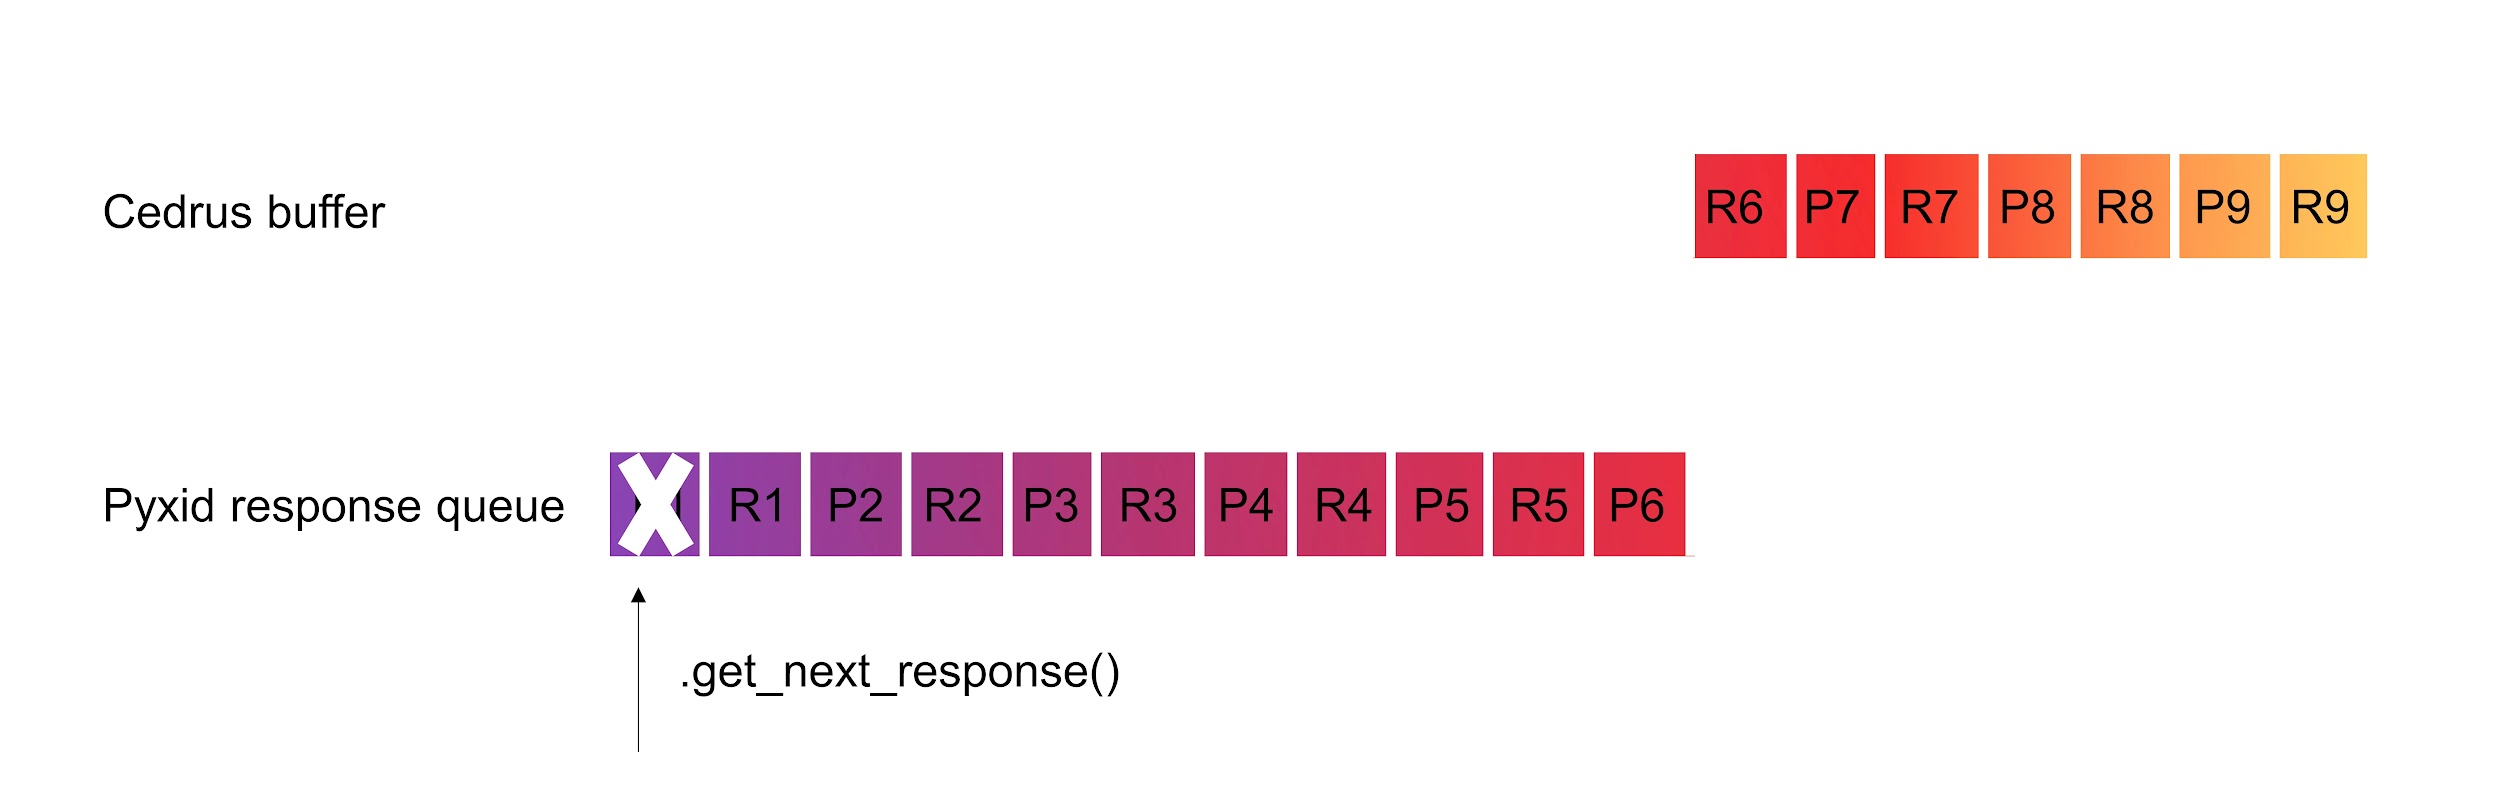 Cedrus buffer R6 P7 R7 P8 R8 P9 R9
Pyxid response queue R1 P2 R2 P3 R3 P4 R4 P5 R5 P6
.get_next_response()